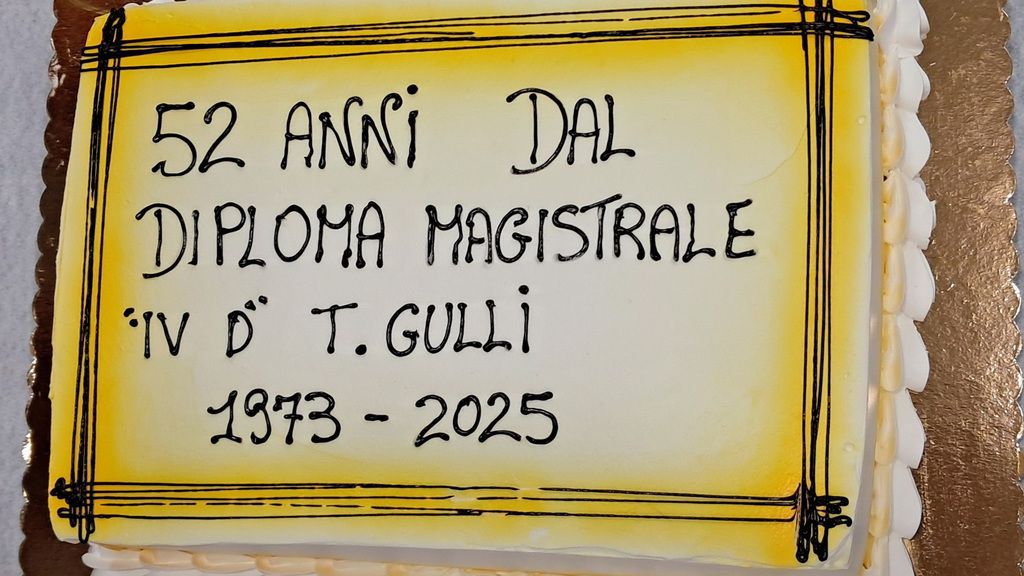 52 ANNi DAL
DIPLOMA MAGISTRALE
"IV D" T. GULLi
1973 - 2025